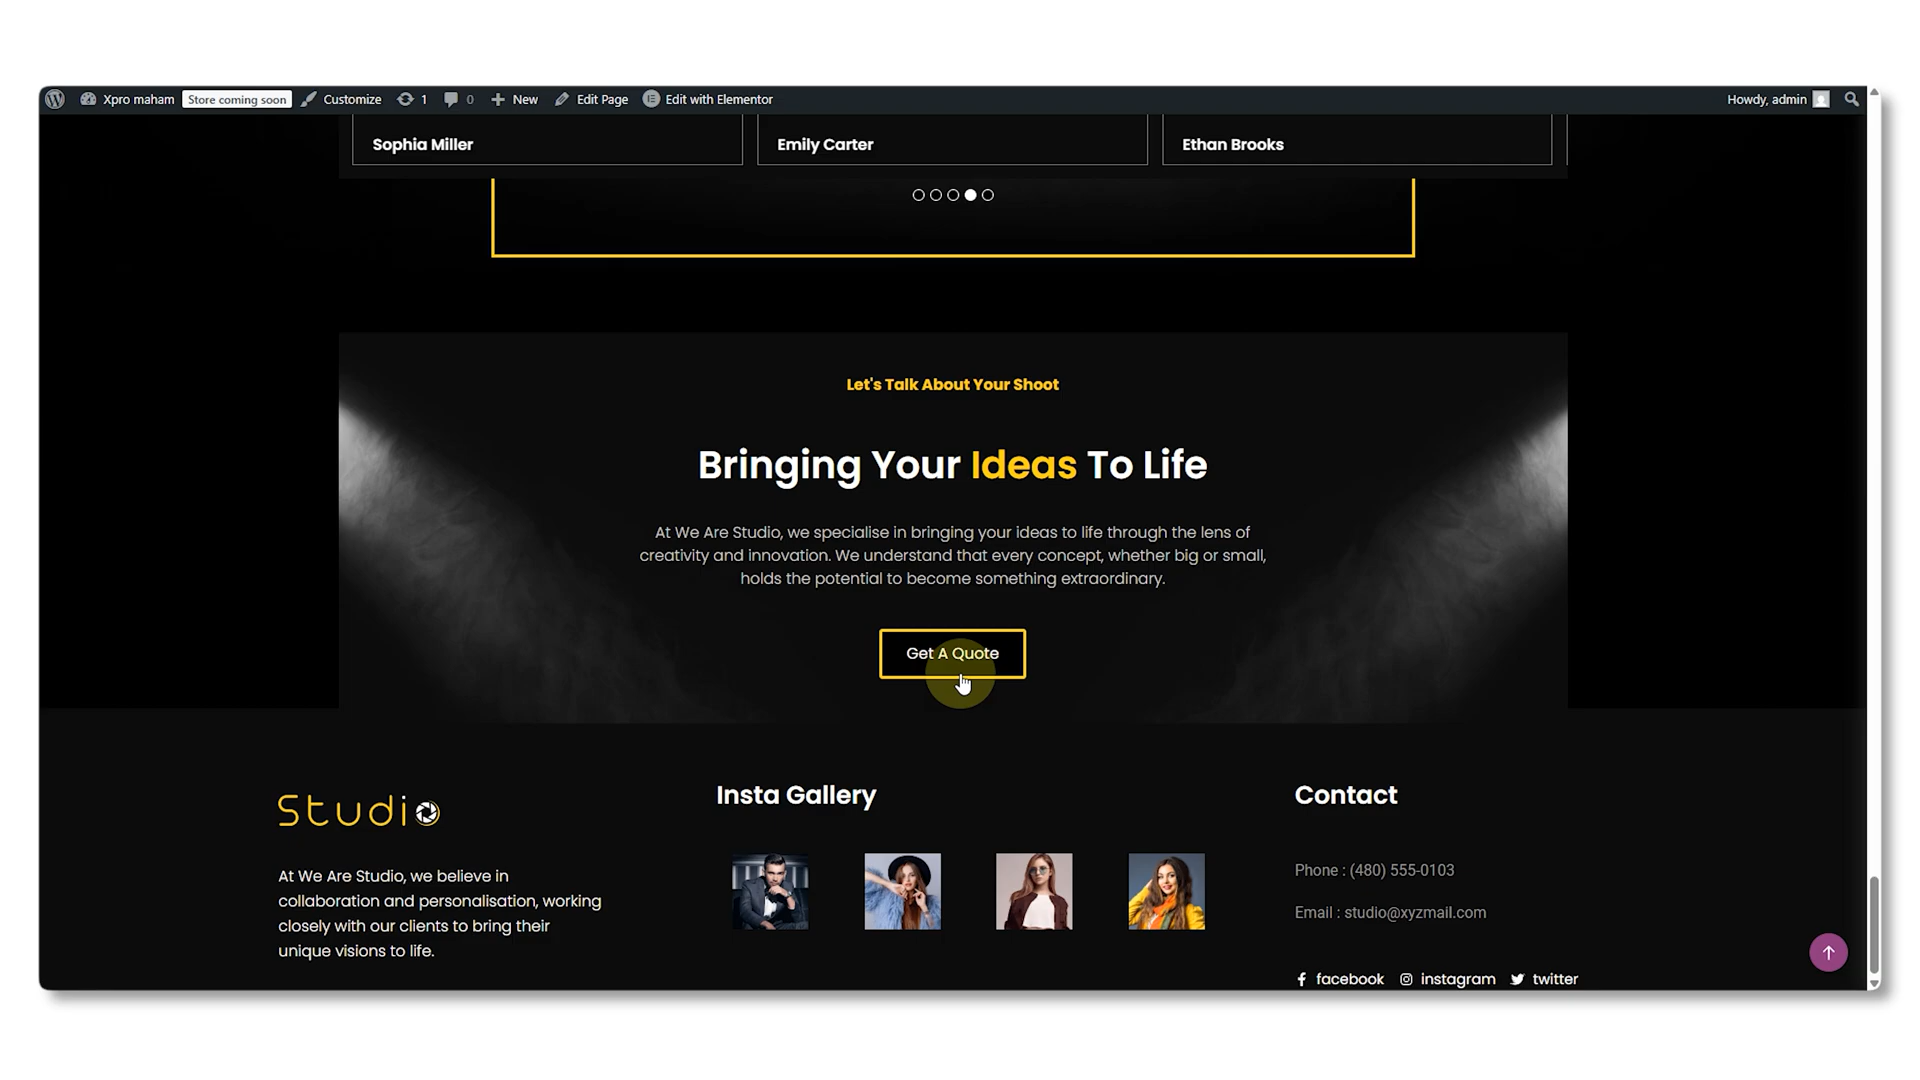 Xpro maham Store coming soon Customize 1 0 New Edit Page Edit with Elementor Howdy, admin
Sophia Miller Emily Carter Ethan Brooks
Let's Talk About Your Shoot
Bringing Your Ideas To Life
At We Are Studio, we specialise in bringing your ideas to life through the lens of
creativity and innovation. We understand that every concept, whether big or small,
holds the potential to become something extraordinary.
Get A Quote
Studio
At We Are Studio, we believe in
collaboration and personalisation, working
closely with our clients to bring their
unique visions to life.
Insta Gallery
Contact
Phone : (480) 555-0103
Email : studio@xyzmail.com
facebook instagram twitter